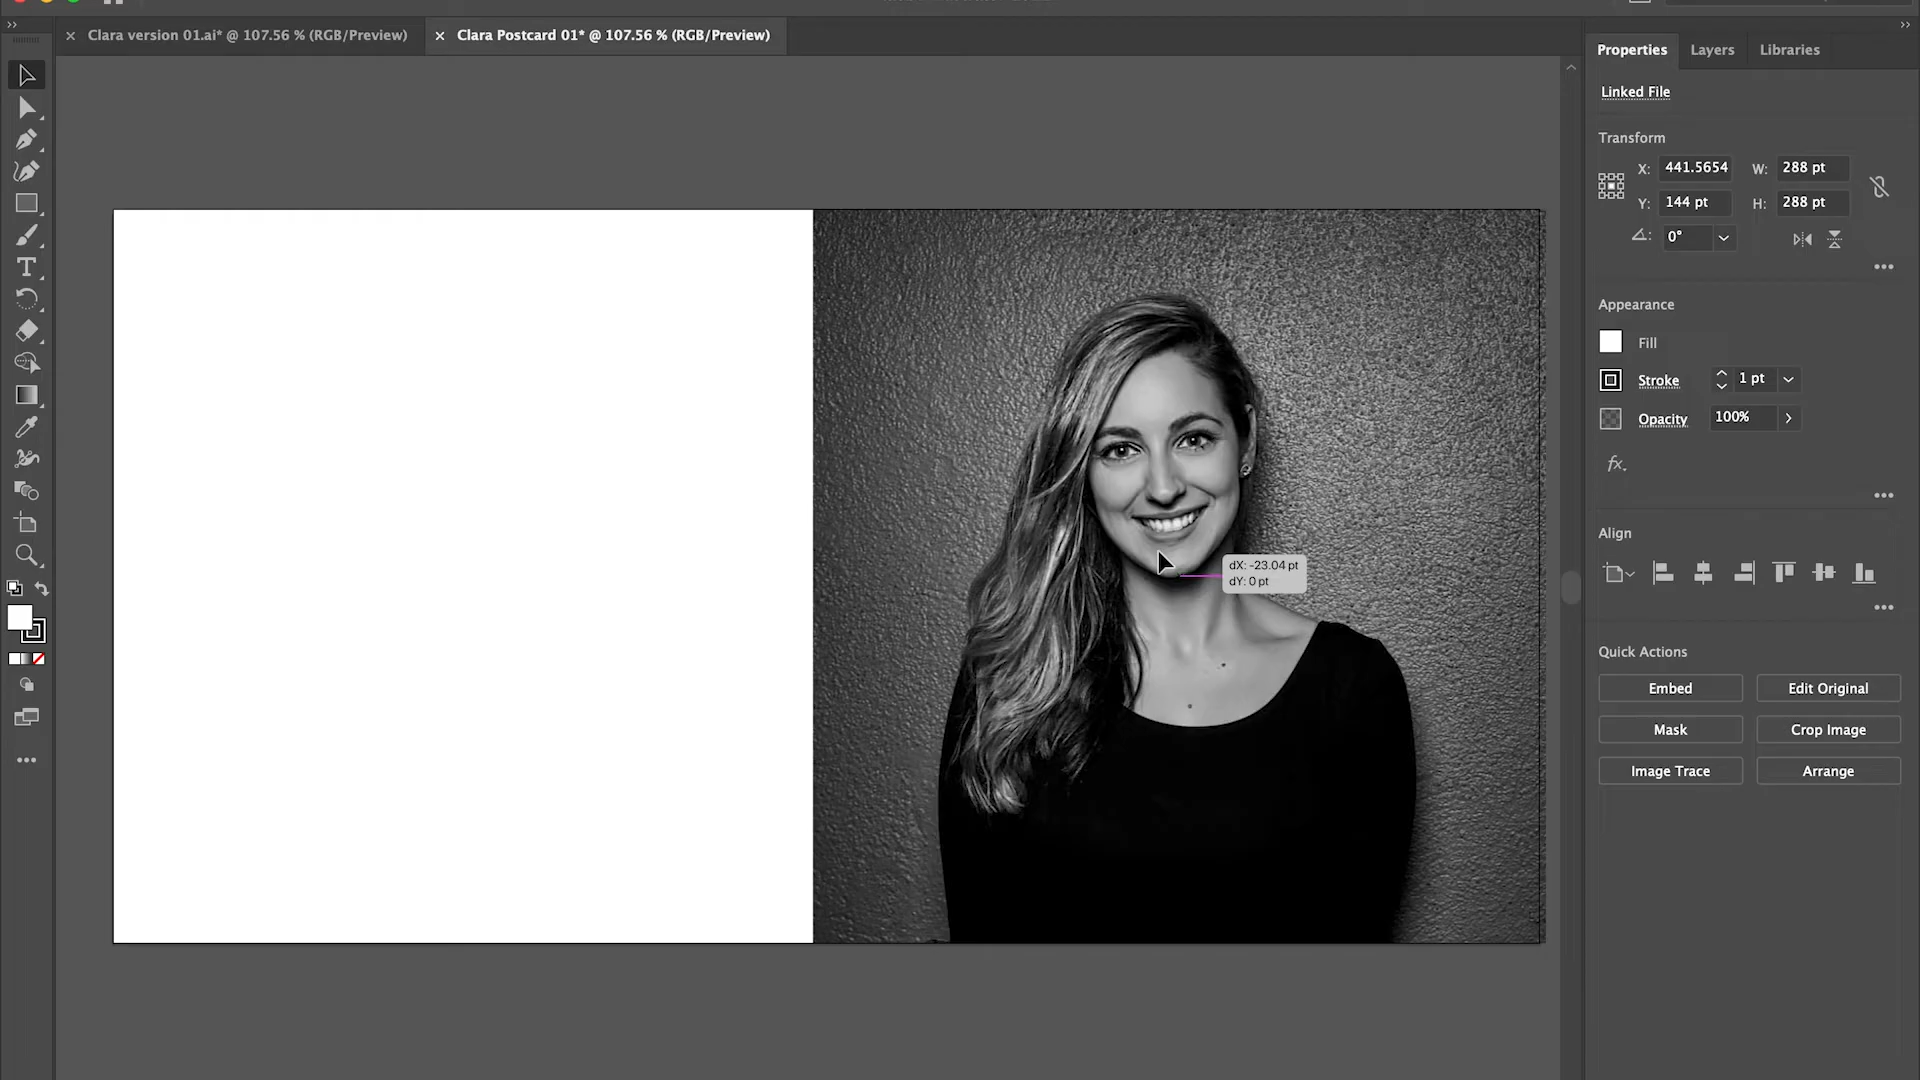 Clara version 01.ai* @ 107.56 % (RGB/Preview)
Clara Postcard 01* @ 107.56 % (RGB/Preview)
Properties
Layers
Libraries
Linked File
Transform
X: 441.5654
W: 288 pt
Y: 144 pt
H: 288 pt
0°
Appearance
Fill
Stroke
1 pt
Opacity
100%
fx.
dX: -23.04 pt
dY: 0 pt
Align
Quick Actions
Embed
Edit Original
Mask
Crop Image
Image Trace
Arrange